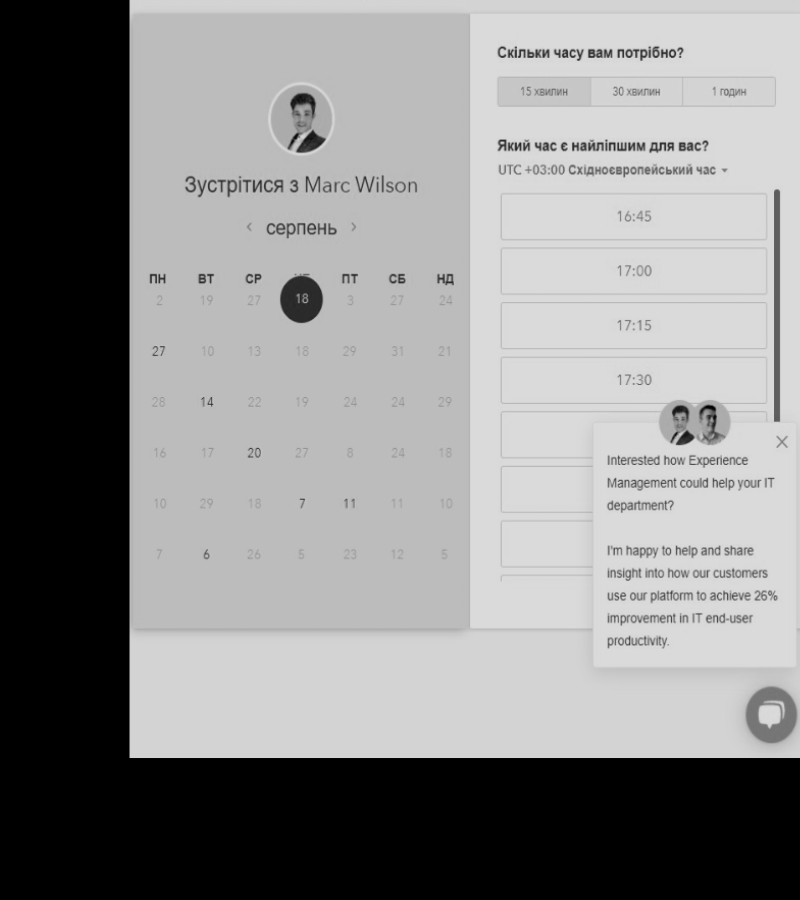 Зустрітися з Marc Wilson
серпень
ПН ВТ СР ПТ СБ НД
2 19 27 18 3 27 24
27 10 13 18 29 31 21
28 14 22 19 24 24 29
16 17 20 27 8 24 18
10 29 18 7 11 11 10
7 6 26 5 23 12 5
Скільки часу вам потрібно?
15 хвилин 30 хвилин 1 годин
Який час є найліпшим для вас?
UTC +03:00 Східноєвропейський час
16:45
17:00
17:15
17:30
Interested how Experience
Management could help your IT
department?
I'm happy to help and share
insight into how our customers
use our platform to achieve 26%
improvement in IT end-user
productivity.